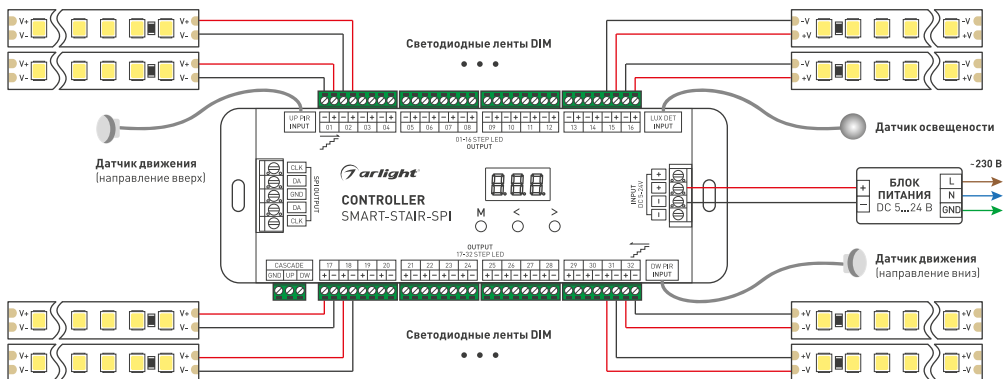 V+ V+ -V -V
V- V- +V +V
Светодиодные ленты DIM
V+ V+ -V -V
V- V- +V +V
UP PIR INPUT
- + - + - + - + - + - + - + - + - + - + - + - + - + - + - + - +
01 02 03 04 05 06 07 08 09 10 11 12 13 14 15 16
LUX DET INPUT
01-16 STEP LED
OUTPUT
Датчик освещености
Датчик движения
(направление вверх)
CLK
DA
GND
DA
CLK
SPI OUTPUT
arlight
CONTROLLER
SMART-STAIR-SPI
888
M < >
INPUT
DC 5-24V
+
+
-
-
+
-
БЛОК
ПИТАНИЯ
DC 5...24 В
~230 В
L
N
GND
OUTPUT
17-32 STEP LED
CASCADE
GND UP DW
17 18 19 20 21 22 23 24 25 26 27 28 29 30 31 32
+ - + - + - + - + - + - + - + - + - + - + - + - + - + - + - + -
DW PIR INPUT
Датчик движения
(направление вниз)
V+ V+ +V +V
V- V- -V -V
Светодиодные ленты DIM
V+ V+ +V +V
V- V- -V -V